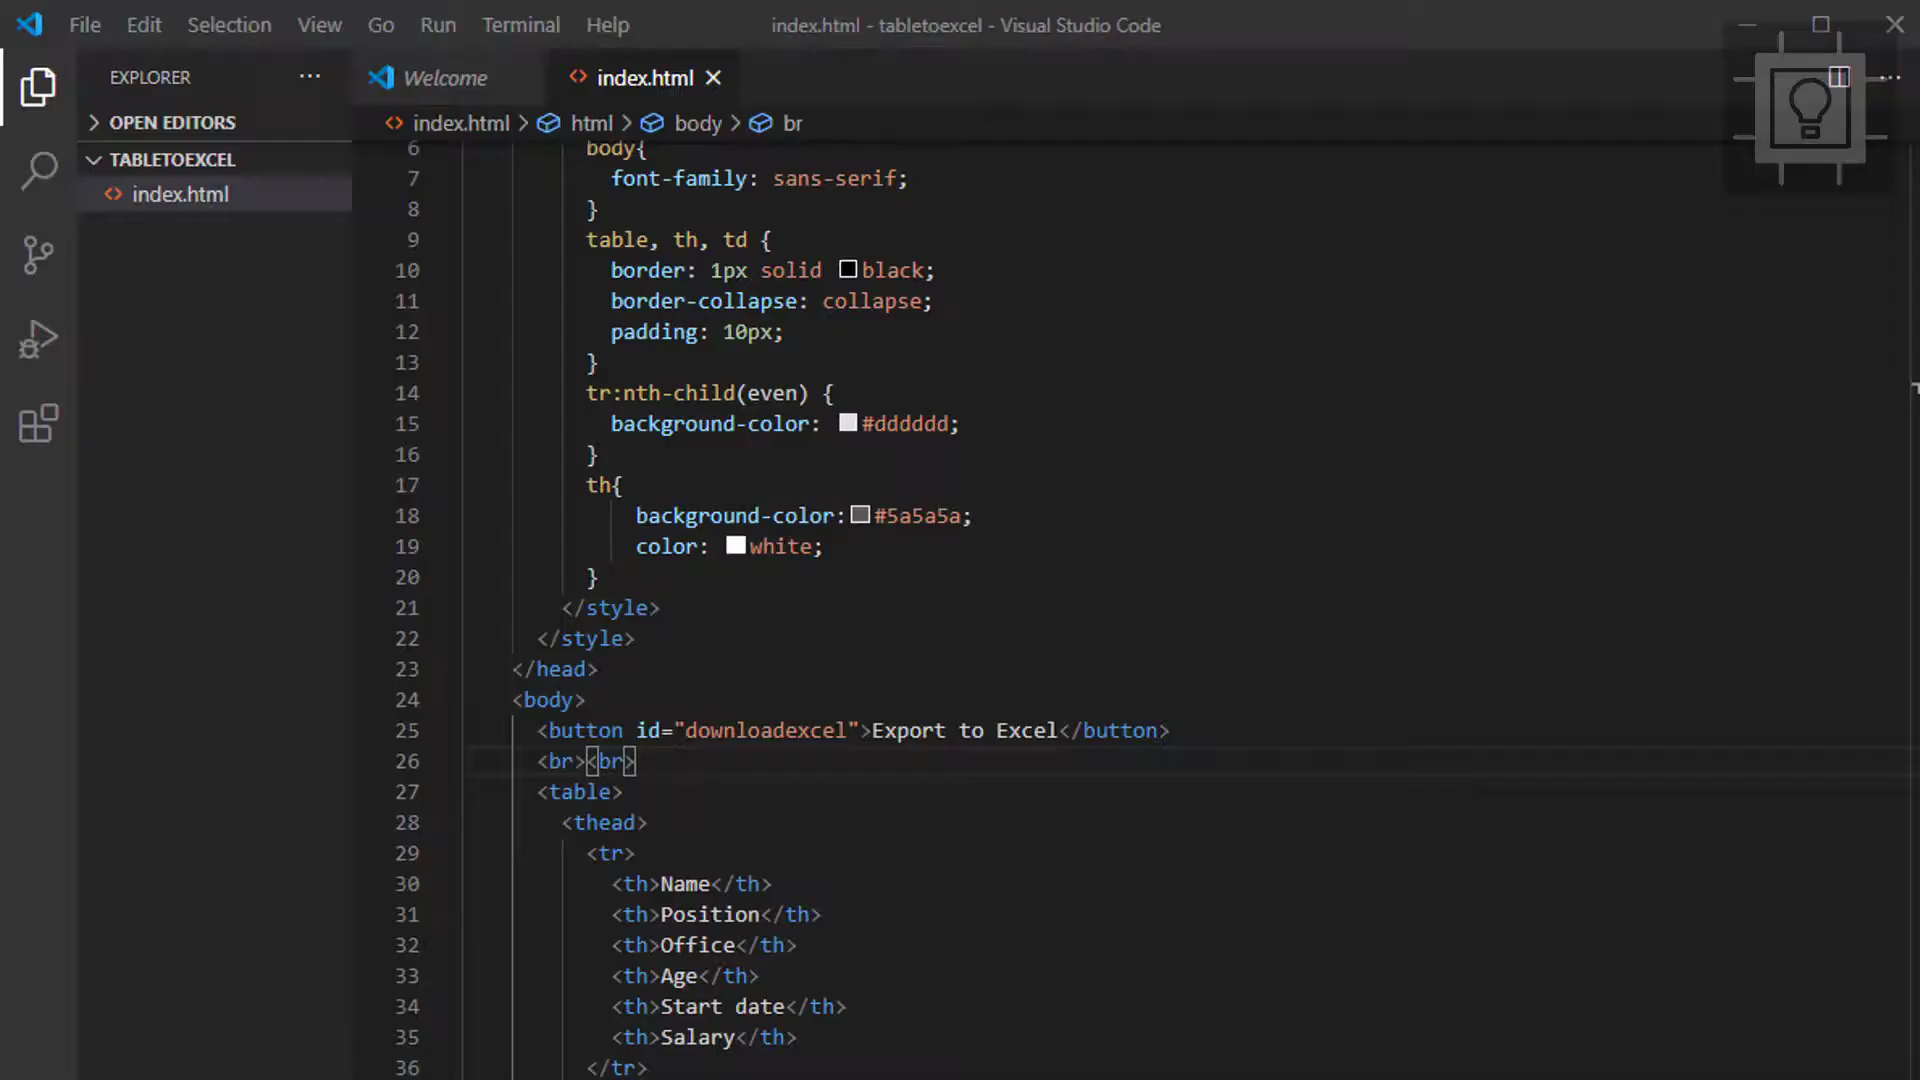 File Edit Selection View Go Run Terminal Help
index.html - tabletoexcel - Visual Studio Code
EXPLORER
OPEN EDITORS
TABLETOEXCEL
index.html
Welcome
index.html
index.html > html > body > br
6 body{
7 font-family: sans-serif;
8 }
9 table, th, td {
10 border: 1px solid black;
11 border-collapse: collapse;
12 padding: 10px;
13 }
14 tr:nth-child(even) {
15 background-color: #dddddd;
16 }
17 th{
18 background-color:#5a5a5a;
19 color: white;
20 }
21 </style>
22 </style>
23 </head>
24 <body>
25 <button id="downloadexcel">Export to Excel</button>
26 <br><br>
27 <table>
28 <thead>
29 <tr>
30 <th>Name</th>
31 <th>Position</th>
32 <th>Office</th>
33 <th>Age</th>
34 <th>Start date</th>
35 <th>Salary</th>
36 </tr>